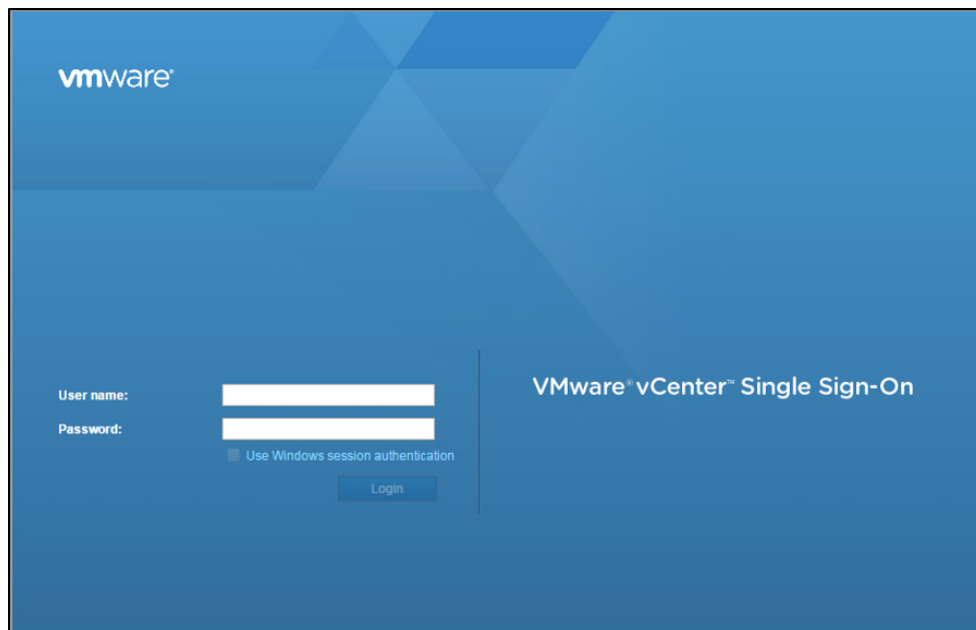 vmware®
User name:
Password:
Use Windows session authentication
Login
VMware® vCenter™ Single Sign-On